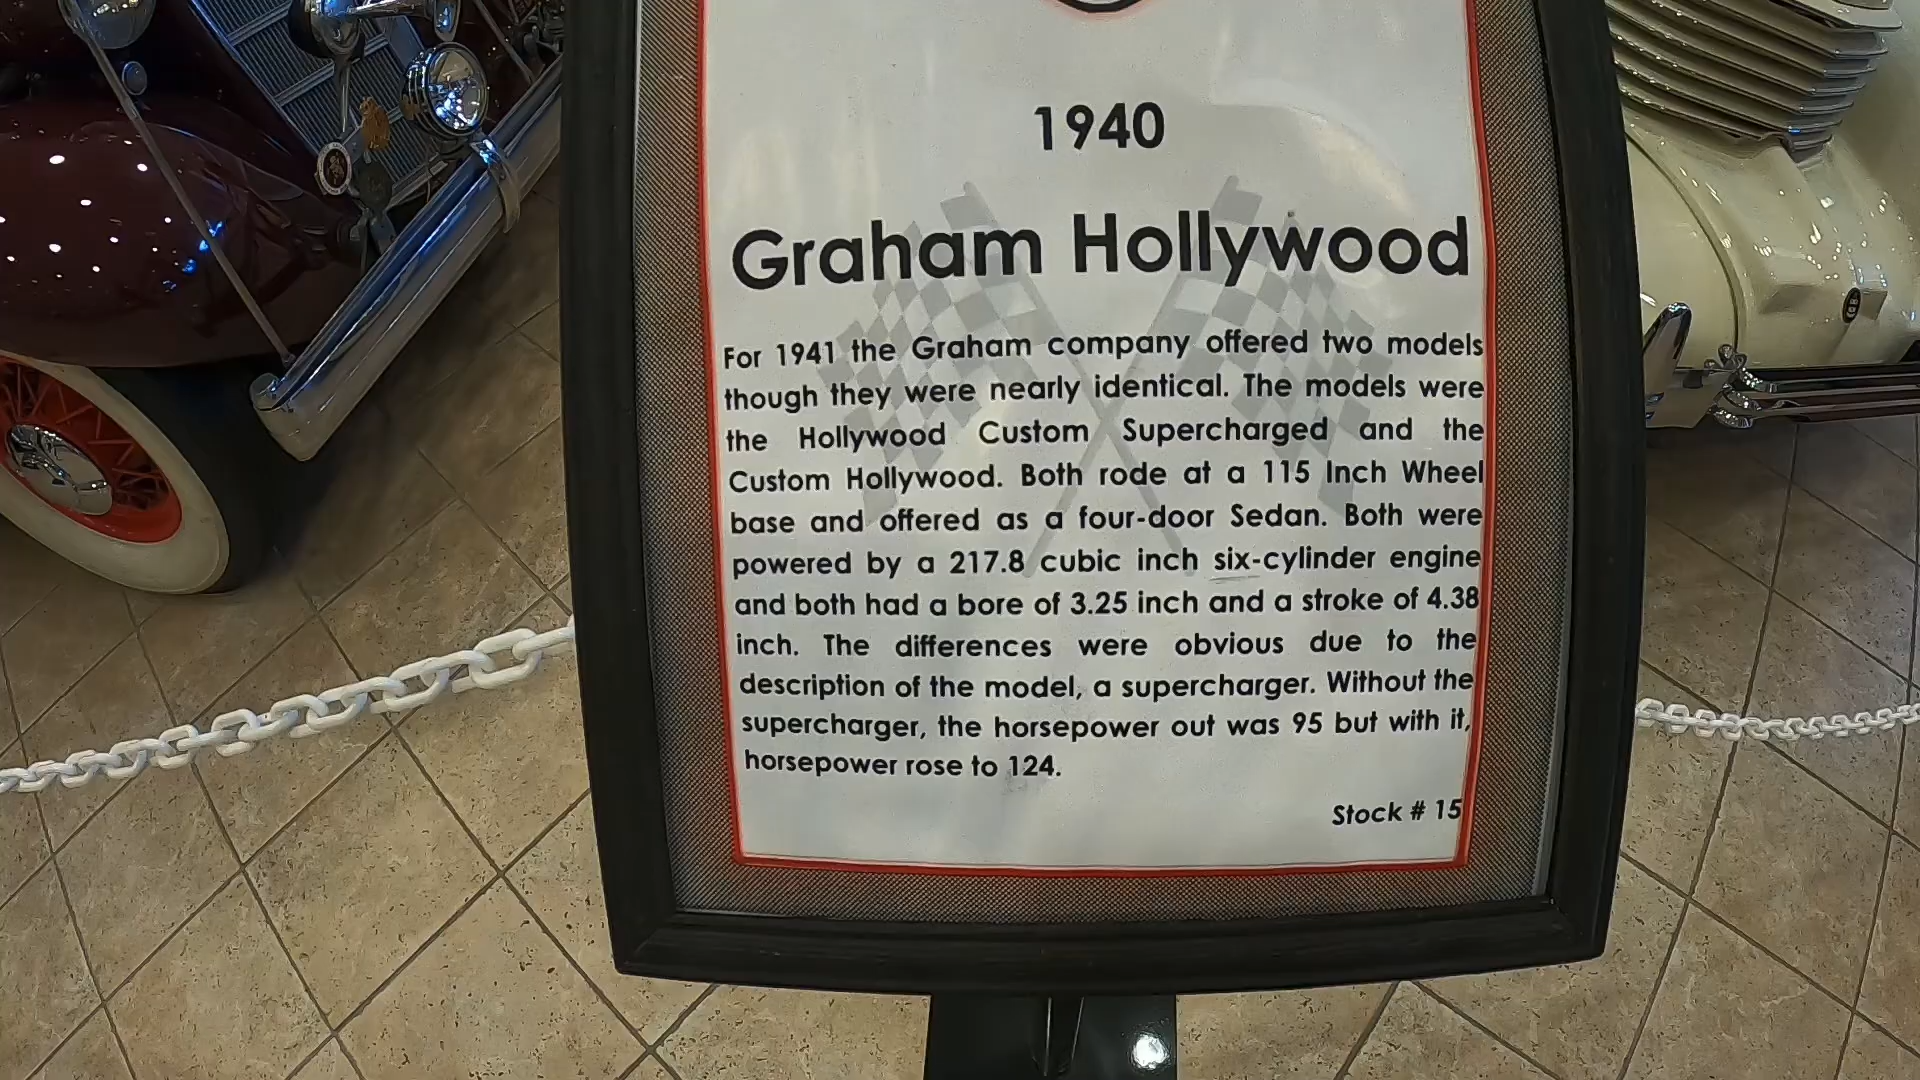 1940
Graham Hollywood
For 1941 the Graham company offered two models
though they were nearly identical. The models were
the Hollywood Custom Supercharged and the
Custom Hollywood. Both rode at a 115 Inch Wheel
base and offered as a four-door Sedan. Both were
powered by a 217.8 cubic inch six-cylinder engine
and both had a bore of 3.25 inch and a stroke of 4.38
inch. The differences were obvious due to the
description of the model, a supercharger. Without the
supercharger, the horsepower out was 95 but with it,
horsepower rose to 124.
Stock # 15